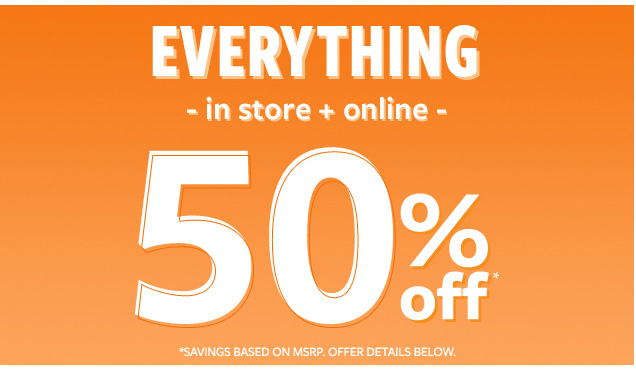 EVERYTHING
- in store + online -
50%
off*
*SAVINGS BASED ON MSRP. OFFER DETAILS BELOW.